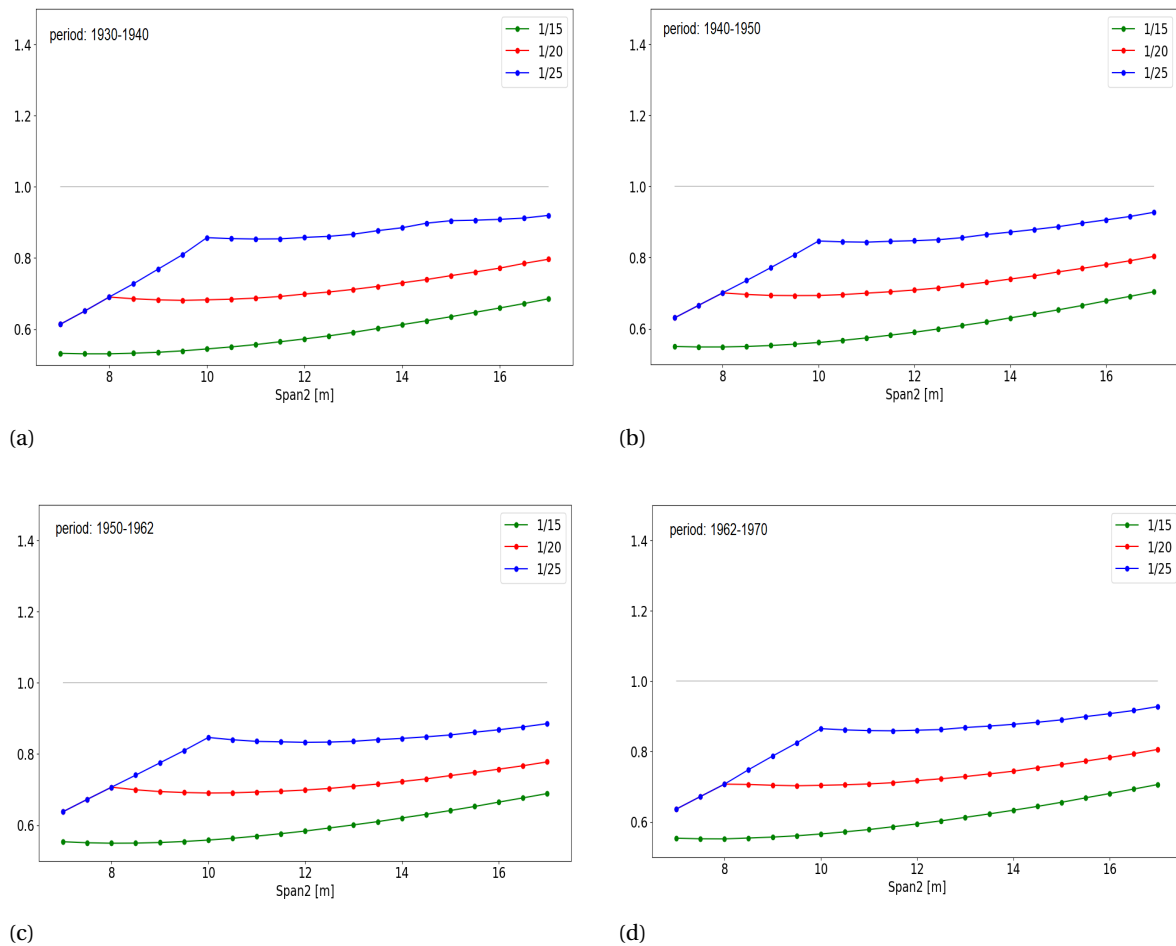 period: 1930-1940
1/15
1/20
1/25
1.4
1.2
1.0
0.8
0.6
8 10 12 14 16
Span2 [m]
(a)
period: 1940-1950
1/15
1/20
1/25
1.4
1.2
1.0
0.8
0.6
8 10 12 14 16
Span2 [m]
(b)
period: 1950-1962
1/15
1/20
1/25
1.4
1.2
1.0
0.8
0.6
8 10 12 14 16
Span2 [m]
(c)
period: 1962-1970
1/15
1/20
1/25
1.4
1.2
1.0
0.8
0.6
8 10 12 14 16
Span2 [m]
(d)